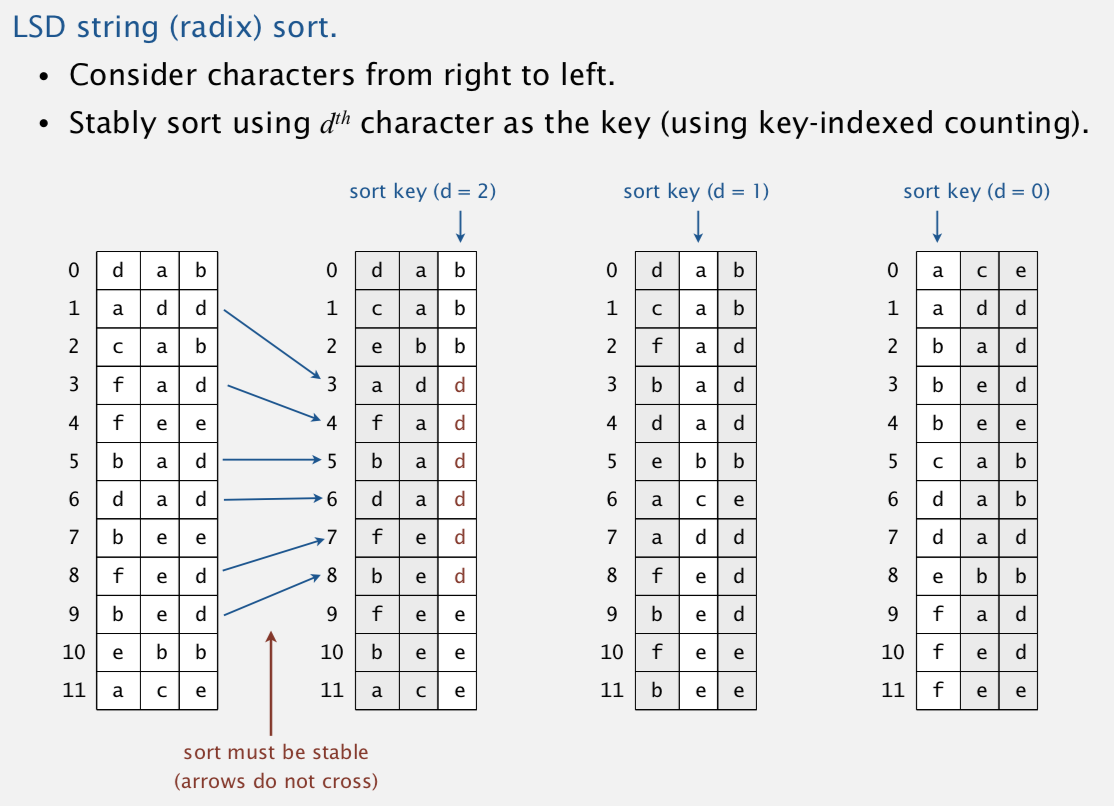 LSD string (radix) sort.
• Consider characters from right to left.
• Stably sort using dth character as the key (using key-indexed counting).
sort key (d = 2) sort key (d = 1) sort key (d = 0)
0 d a b 0 d a b 0 d a b 0 a c e
1 a d d 1 c a b 1 c a b 1 a d d
2 c a b 2 e b b 2 f a d 2 b a d
3 f a d 3 a d d 3 b a d 3 b e d
4 f e e 4 f a d 4 d a d 4 b e e
5 b a d 5 b a d 5 e b b 5 c a b
6 d a d 6 d a d 6 a c e 6 d a b
7 b e e 7 f e d 7 a d d 7 d a d
8 f e d 8 b e d 8 f e d 8 e b b
9 b e d 9 f e e 9 b e d 9 f a d
10 e b b 10 b e e 10 f e e 10 f e d
11 a c e 11 a c e 11 b e e 11 f e e
sort must be stable
(arrows do not cross)